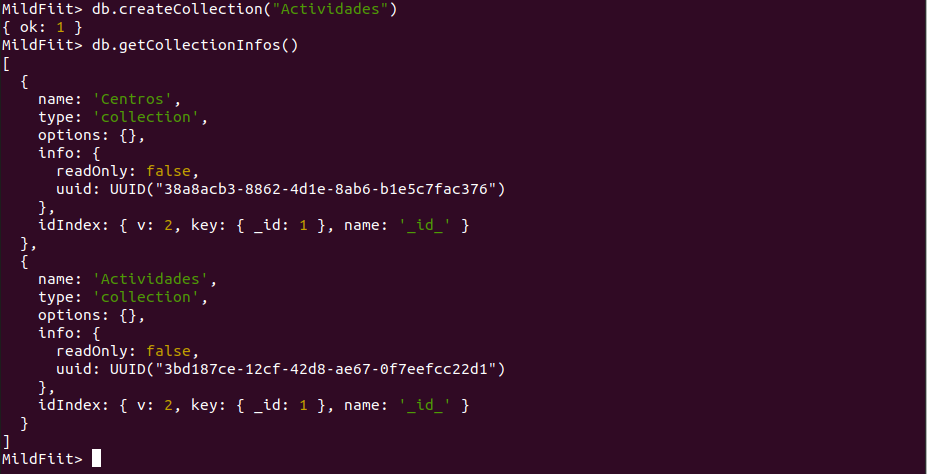 MildFiit> db.createCollection("Actividades")
{ ok: 1 }
MildFiit> db.getCollectionInfos()
[
  {
    name: 'Centros',
    type: 'collection',
    options: {},
    info: {
      readOnly: false,
      uuid: UUID("38a8acb3-8862-4d1e-8ab6-b1e5c7fac376")
    },
    idIndex: { v: 2, key: { _id: 1 }, name: '_id_' }
  },
  {
    name: 'Actividades',
    type: 'collection',
    options: {},
    info: {
      readOnly: false,
      uuid: UUID("3bd187ce-12cf-42d8-ae67-0f7eefcc22d1")
    },
    idIndex: { v: 2, key: { _id: 1 }, name: '_id_' }
  }
]
MildFiit>